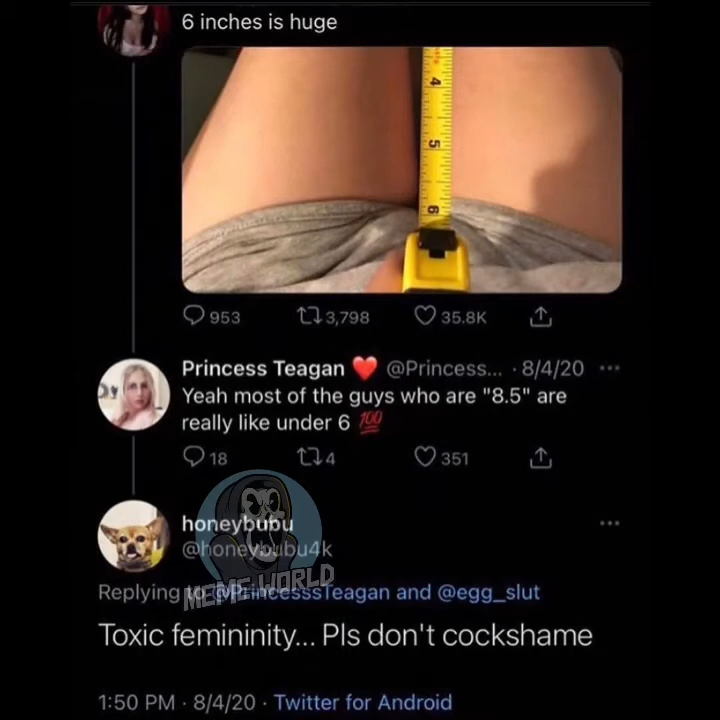 6 inches is huge
4
5
6
953 3,798 35.8K
Princess Teagan ❤️ @Princess... · 8/4/20 ...
Yeah most of the guys who are "8.5" are
really like under 6 💯
18 4 351
honeybubu ...
@honeybubu4k
MEME WORLD
Replying to @PrincesssTeagan and @egg_slut
Toxic femininity... Pls don't cockshame
1:50 PM · 8/4/20 · Twitter for Android